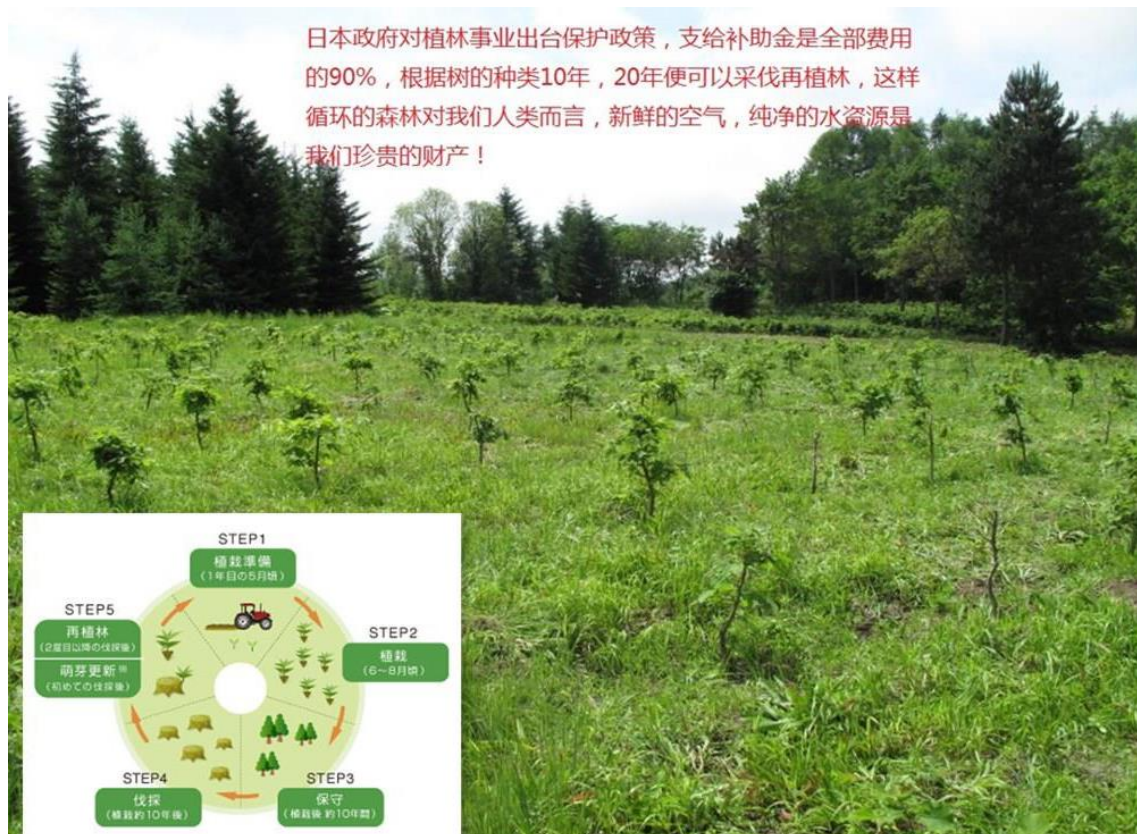 日本政府对植林事业出台保护政策，支给补助金是全部费用
的90%，根据树的种类10年，20年便可以采伐再植林，这样
循环的森林对我们人类而言，新鲜的空气，纯净的水资源是
我们珍贵的财产！
STEP1
植栽準備
(1年目の5月頃)
STEP2
植栽
(6～8月頃)
STEP3
保守
(植栽後 約10年間)
STEP4
伐採
(植栽約10年後)
STEP5
再植林
(2度目以降の伐採後)
萌芽更新※
(初めての伐採後)